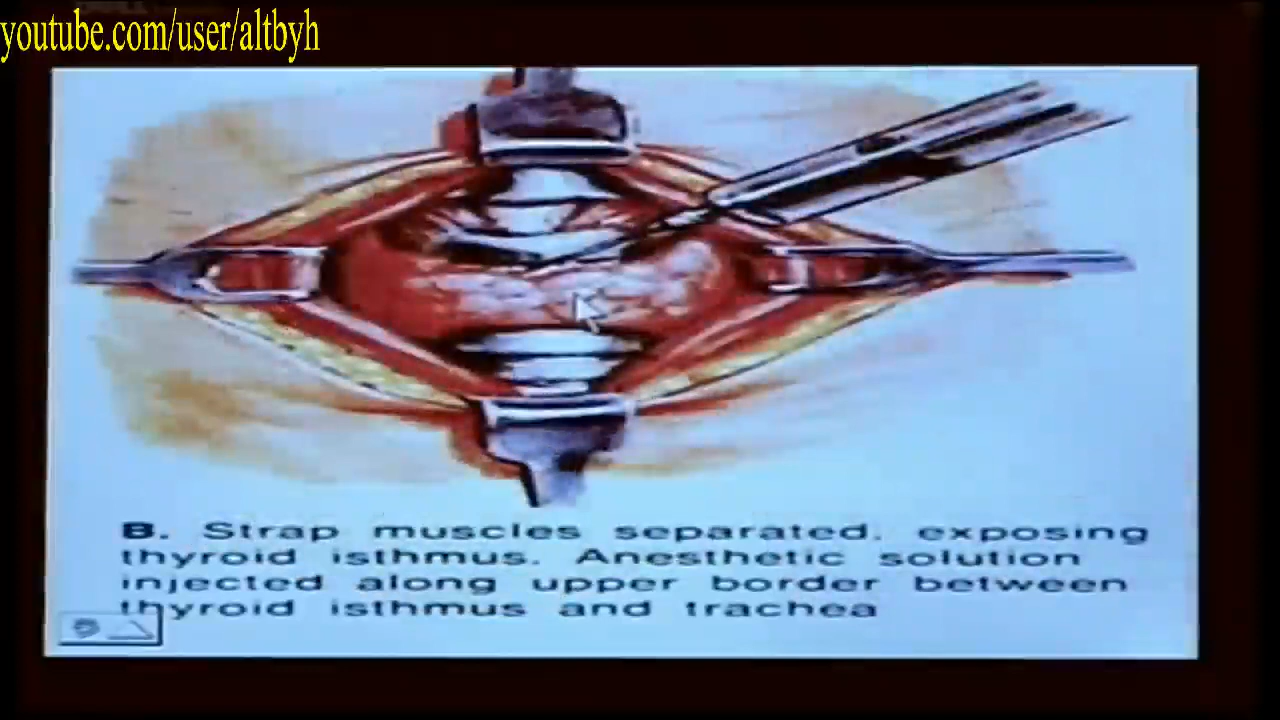 youtube.com/user/altbyh
B. Strap muscles separated, exposing
thyroid isthmus. Anesthetic solution
injected along upper border between
thyroid isthmus and trachea